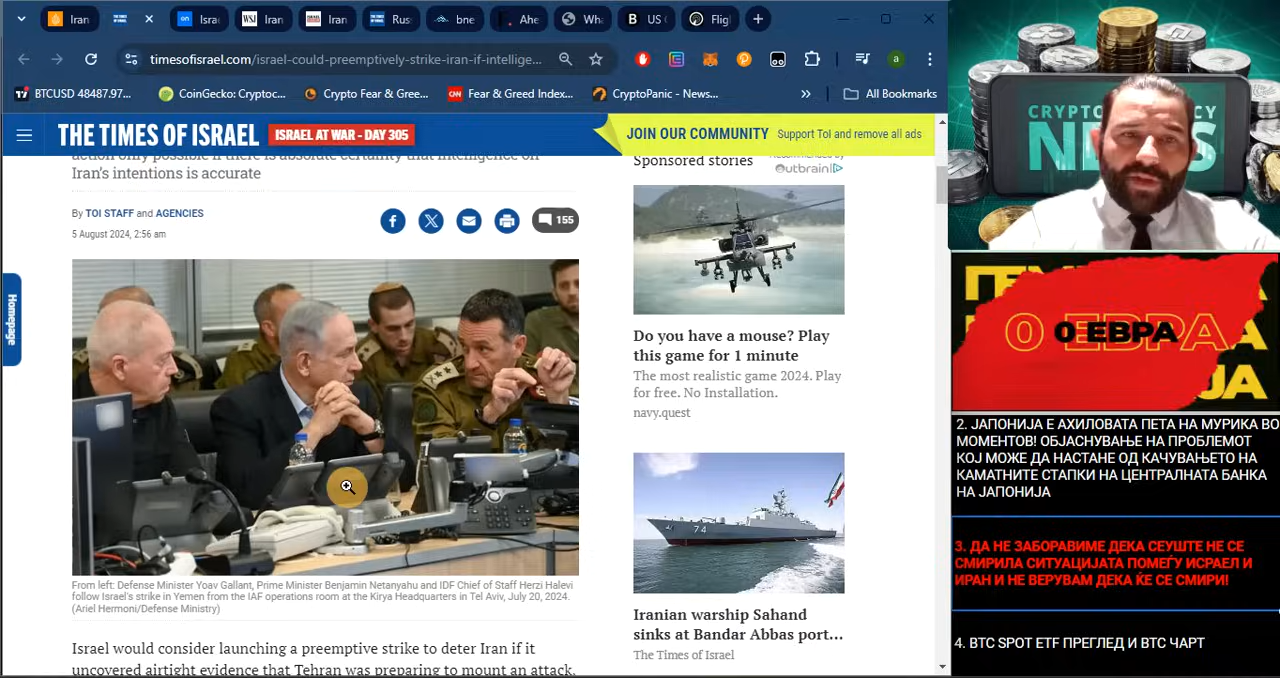 Iran
Isra
Iran
Iran
Rus
bne
Ahe
Wha
US
Fligh
timesofisrael.com/israel-could-preemptively-strike-iran-if-intellige...
BTCUSD 48487.97...
CoinGecko: Cryptoc...
Crypto Fear & Gree...
Fear & Greed Index...
CryptoPanic - News...
»
All Bookmarks
THE TIMES OF ISRAEL
ISRAEL AT WAR - DAY 305
JOIN OUR COMMUNITY Support ToI and remove all ads
action only possible if there is absolute certainty that intelligence on
Iran's intentions is accurate
By TOI STAFF and AGENCIES
5 August 2024, 2:56 am
155
Homepage
From left: Defense Minister Yoav Gallant, Prime Minister Benjamin Netanyahu and IDF Chief of Staff Herzi Halevi
follow Israel's strike in Yemen from the IAF operations room at the Kirya Headquarters in Tel Aviv, July 20, 2024.
(Ariel Hermoni/Defense Ministry)
Israel would consider launching a preemptive strike to deter Iran if it
uncovered airtight evidence that Tehran was preparing to mount an attack,
Sponsored stories
Recommended by
Outbrain
Do you have a mouse? Play
this game for 1 minute
The most realistic game 2024. Play
for free. No Installation.
navy.quest
74
Iranian warship Sahand
sinks at Bandar Abbas port...
The Times of Israel
0 ЕВРА
2. ЈАПОНИЈА Е АХИЛОВАТА ПЕТА НА МУРИКА ВО
МОМЕНТОВ! ОБЈАСНУВАЊЕ НА ПРОБЛЕМОТ
КОЈ МОЖЕ ДА НАСТАНЕ ОД КАЧУВАЊЕТО НА
КАМАТНИТЕ СТАПКИ НА ЦЕНТРАЛНАТА БАНКА
НА ЈАПОНИЈА
3. ДА НЕ ЗАБОРАВИМЕ ДЕКА СЕУШТЕ НЕ СЕ
СМИРИЛА СИТУАЦИЈАТА ПОМЕЃУ ИСРАЕЛ И
ИРАН И НЕ ВЕРУВАМ ДЕКА ЌЕ СЕ СМИРИ!
4. BTC SPOT ETF ПРЕГЛЕД И BTC ЧАРТ